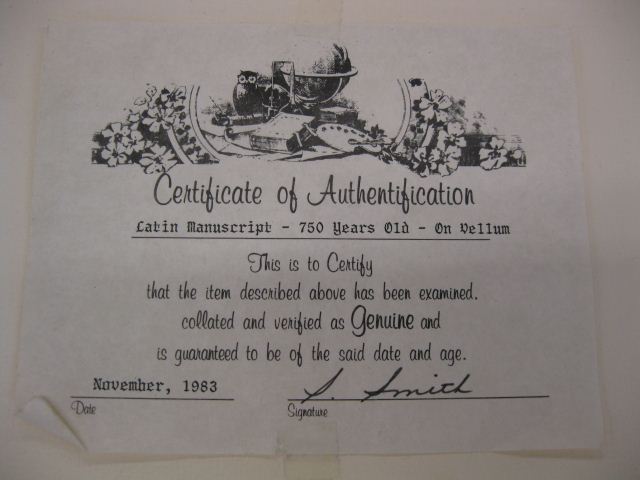 Certificate of Authentification
Latin Manuscript - 750 Years Old - On Vellum
This is to Certify
that the item described above has been examined.
collated and verified as Genuine and
is guaranteed to be of the said date and age.
November, 1983 S. Smith
Date Signature